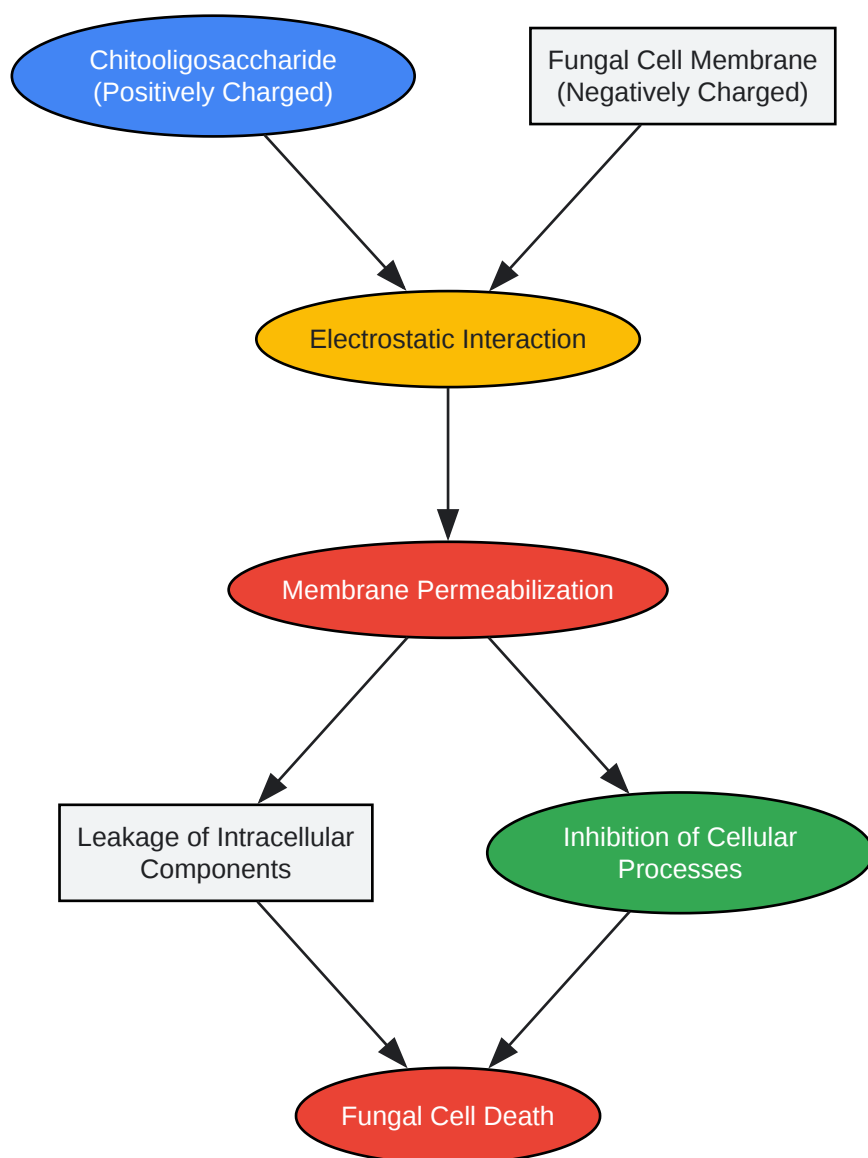 Chitooligosaccharide
(Positively Charged)
Fungal Cell Membrane
(Negatively Charged)
Electrostatic Interaction
Membrane Permeabilization
Leakage of Intracellular
Components
Inhibition of Cellular
Processes
Fungal Cell Death